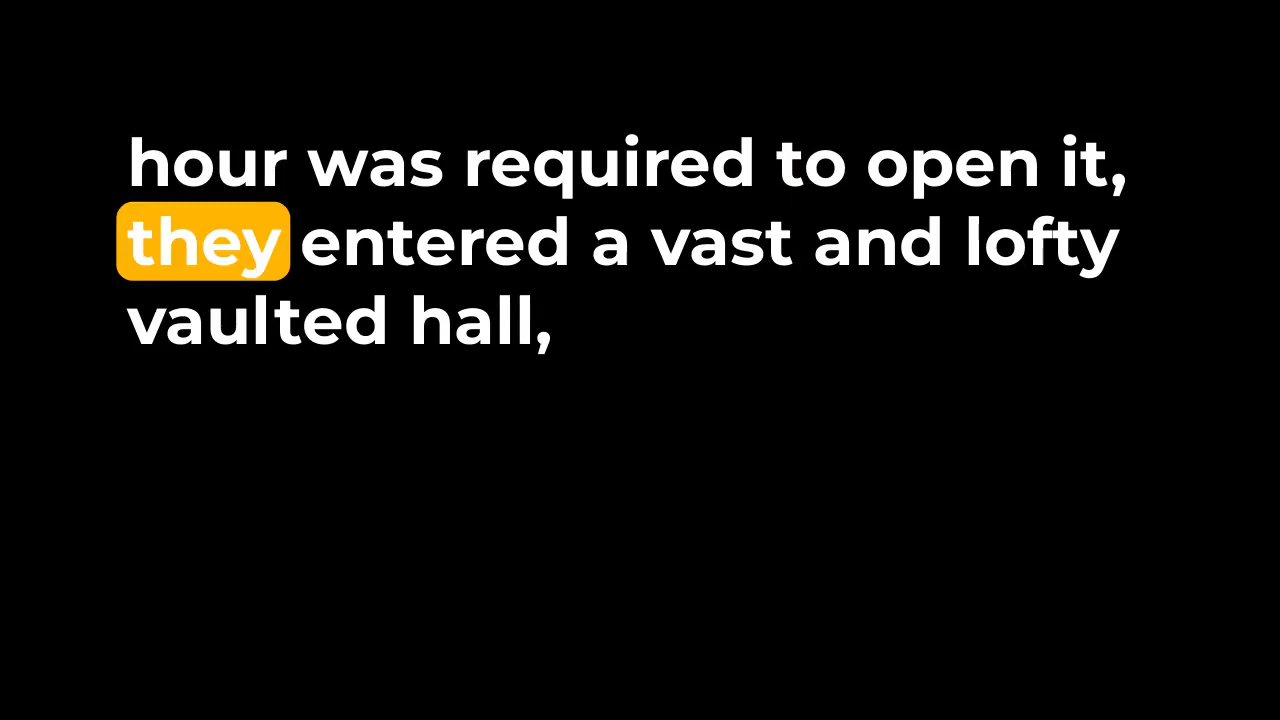 hour was required to open it,
they entered a vast and lofty
vaulted hall,